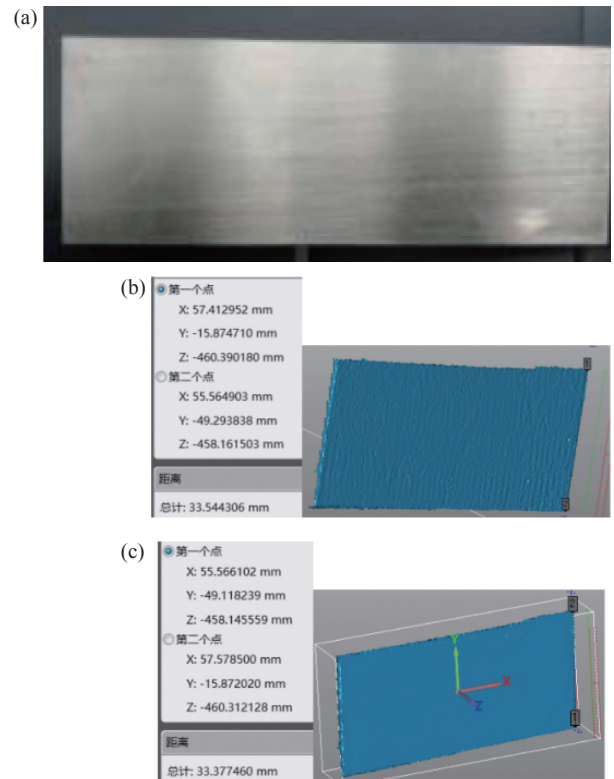 (a)
(b)
第一个点
X: 57.412952 mm
Y: -15.874710 mm
Z: -460.390180 mm
第二个点
X: 55.564903 mm
Y: -49.293838 mm
Z: -458.161503 mm
距离
总计: 33.544306 mm
(c)
第一个点
X: 55.566102 mm
Y: -49.118239 mm
Z: -458.145559 mm
第二个点
X: 57.578500 mm
Y: -15.872020 mm
Z: -460.312128 mm
距离
总计: 33.377460 mm
2
Y
X
Z
1